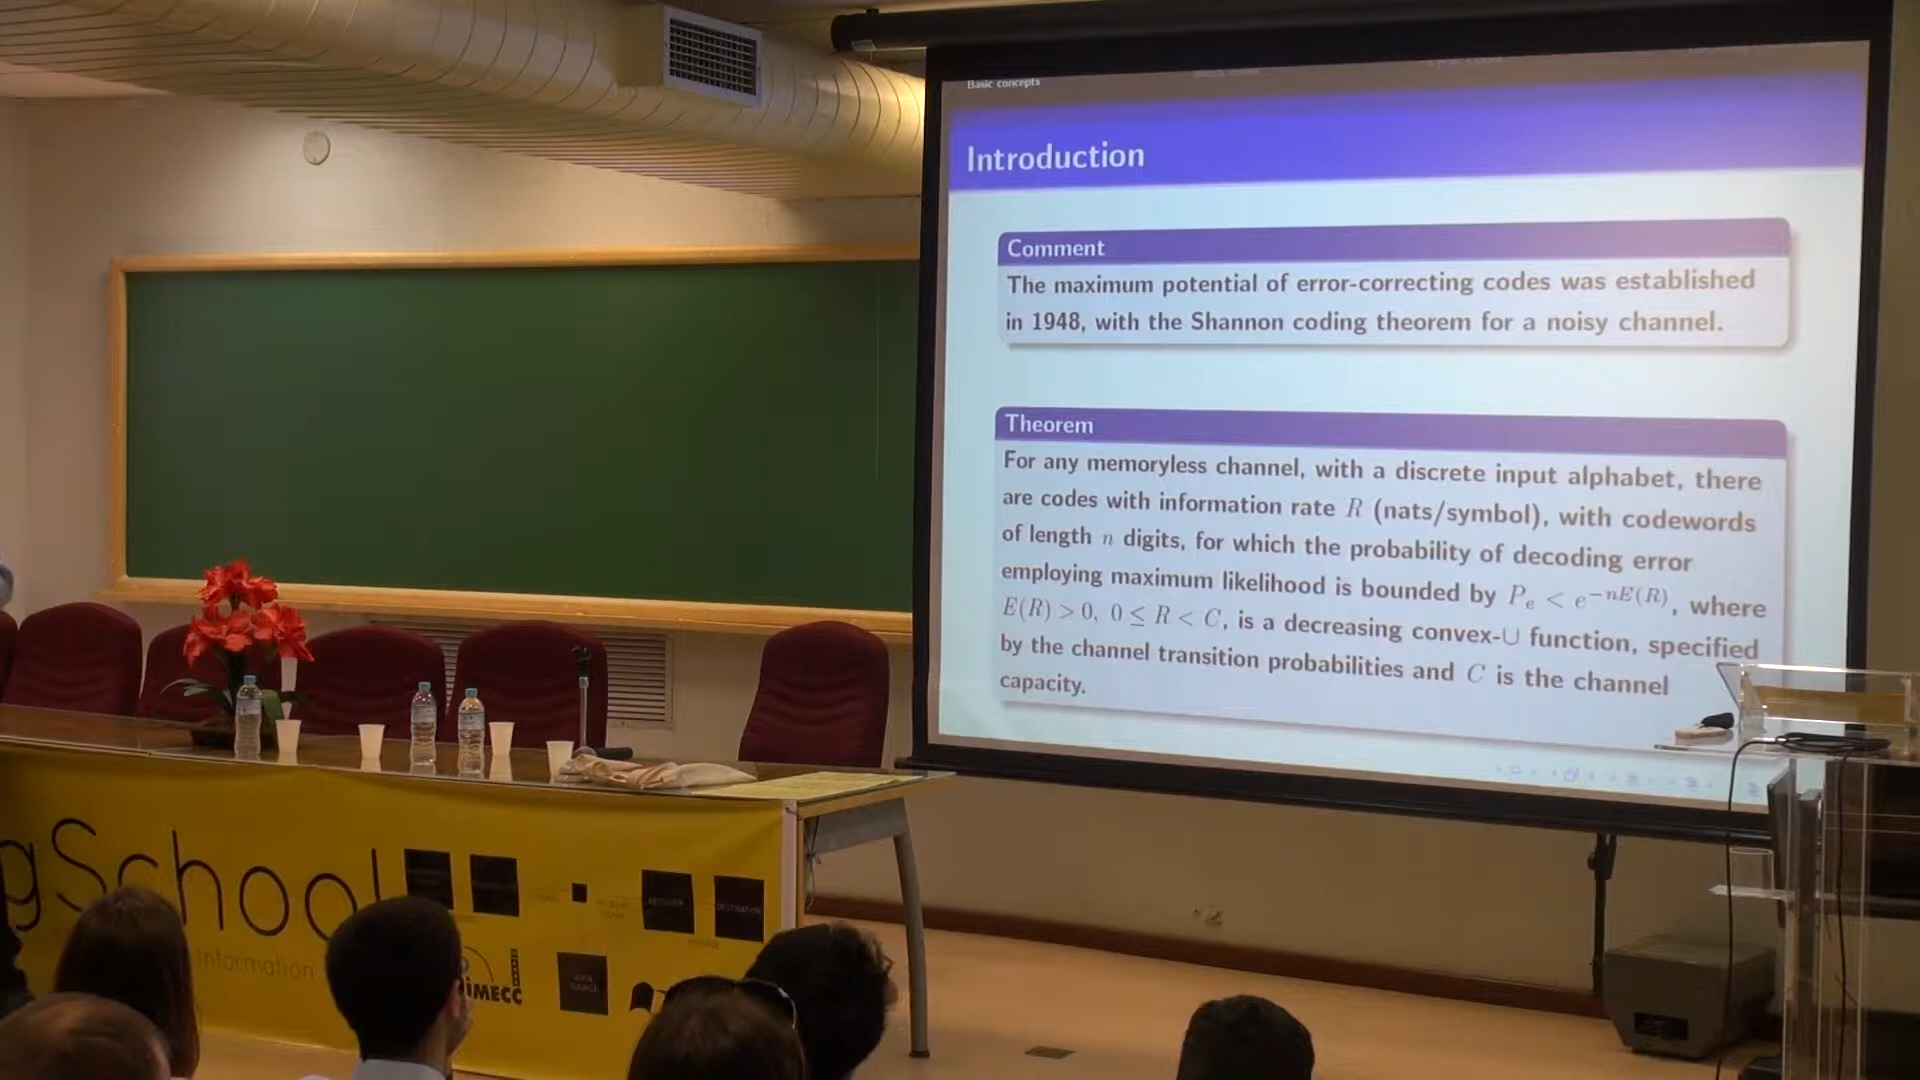 Basic concepts
Introduction
Comment
The maximum potential of error-correcting codes was established
in 1948, with the Shannon coding theorem for a noisy channel.
Theorem
For any memoryless channel, with a discrete input alphabet, there
are codes with information rate R (nats/symbol), with codewords
of length n digits, for which the probability of decoding error
employing maximum likelihood is bounded by Pₑ < e^{-nE(R)}, where
E(R) > 0, 0 ≤ R < C, is a decreasing convex-∪ function, specified
by the channel transition probabilities and C is the channel
capacity.
gSchool
information
RECEIVER
DESTINATION
iMECC